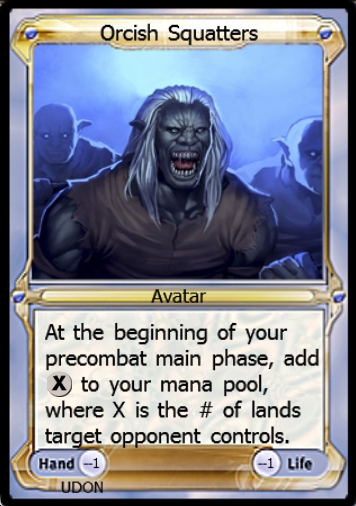 Orcish Squatters
Avatar
At the beginning of your
precombat main phase, add
X to your mana pool,
where X is the # of lands
target opponent controls.
Hand --1 --1 Life
UDON